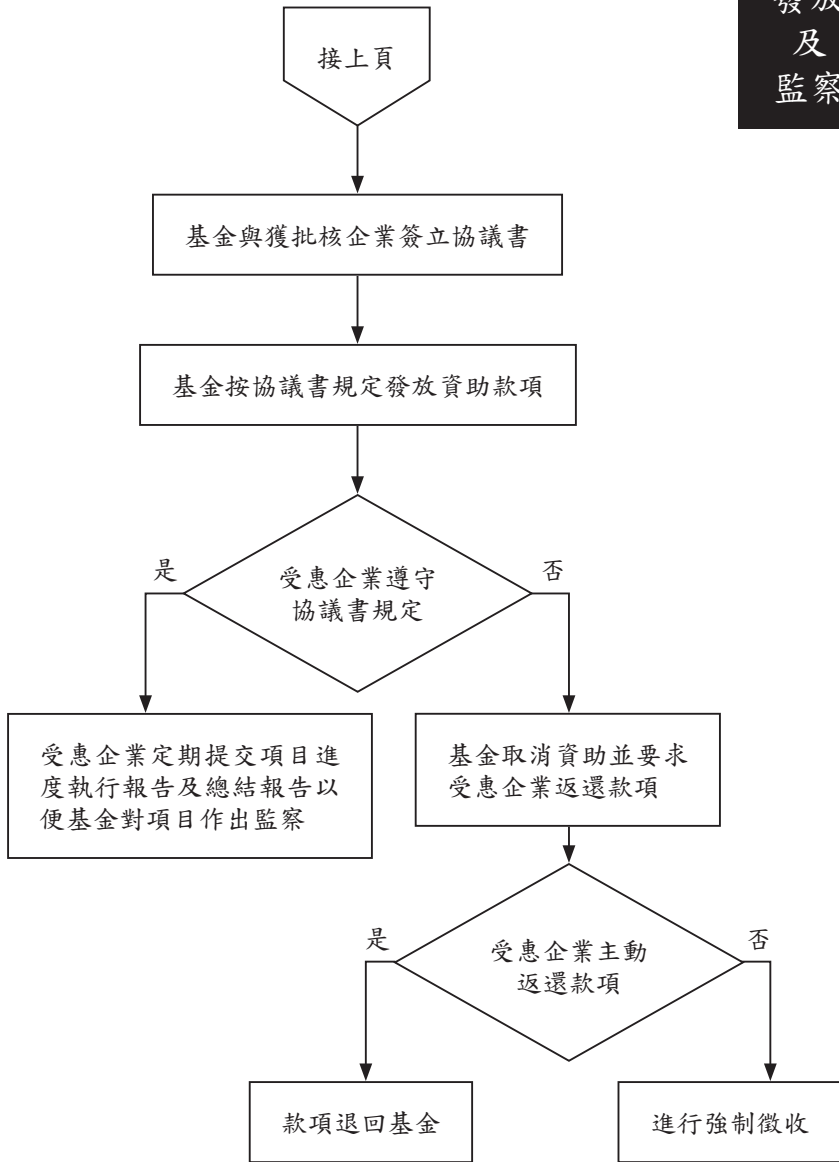 發放
及
監察
接上頁
基金與獲批核企業簽立協議書
基金按協議書規定發放資助款項
受惠企業遵守
協議書規定
是
否
受惠企業定期提交項目進
度執行報告及總結報告以
便基金對項目作出監察
基金取消資助並要求
受惠企業返還款項
受惠企業主動
返還款項
是
否
款項退回基金
進行強制徵收